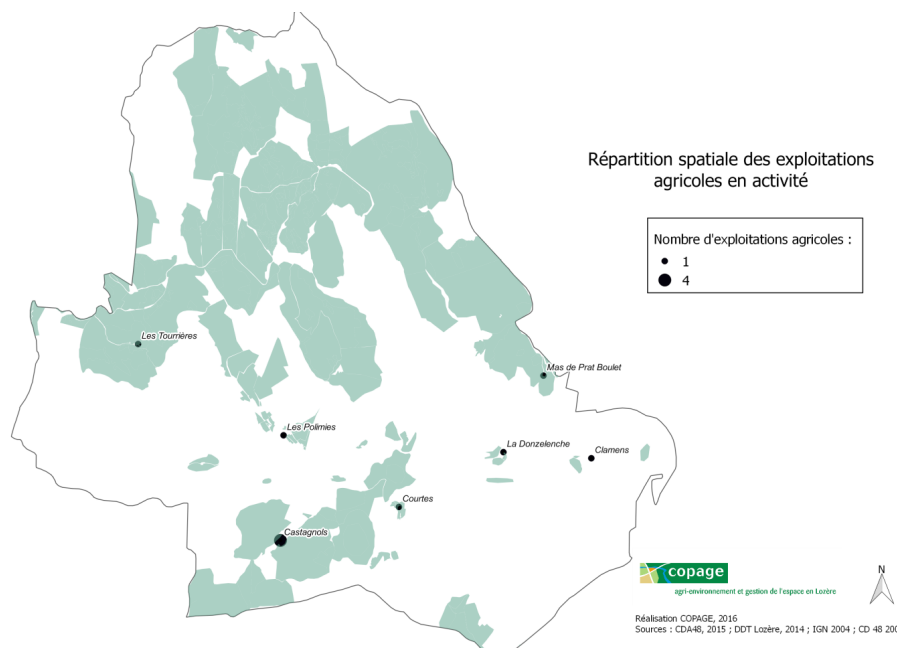 Répartition spatiale des exploitations
agricoles en activité
Nombre d'exploitations agricoles :
1
4
Les Tourrières
Mas de Prat Boulet
Les Polimies
La Donzelenche
Clamens
Courtes
Castagnols
copage
agri-environnement et gestion de l'espace en Lozère
N
Réalisation COPAGE, 2016
Sources : CDA48, 2015 ; DDT Lozère, 2014 ; IGN 2004 ; CD 48 200